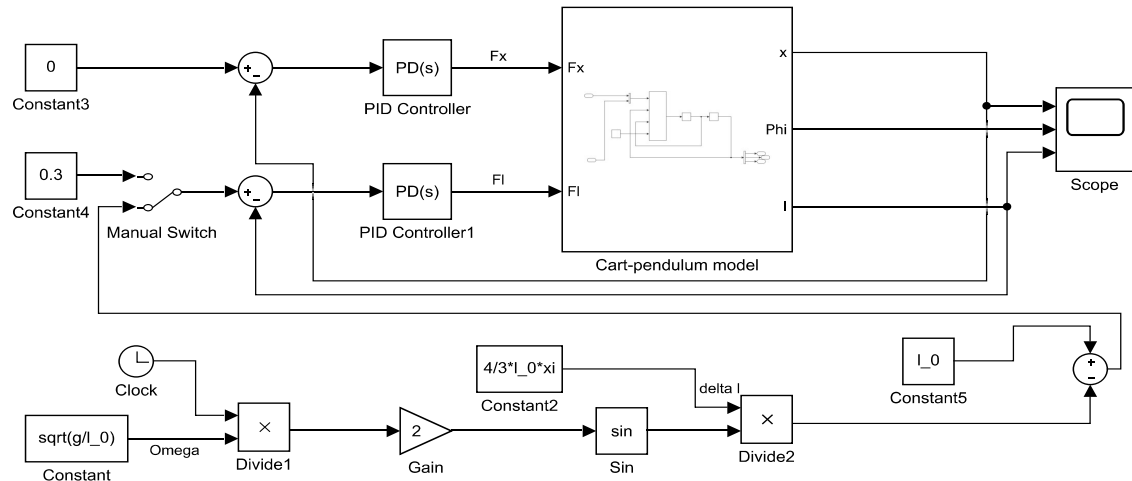 0
Constant3
+
−
PD(s)
PID Controller
Fx
Fx
x
Phi
Scope
0.3
Constant4
Manual Switch
+
−
PD(s)
PID Controller1
Fl
Fl
l
Cart-pendulum model
Clock
sqrt(g/l_0)
Constant
Omega
×
Divide1
2
Gain
4/3*l_0*xi
Constant2
sin
Sin
delta l
×
Divide2
l_0
Constant5
+
−